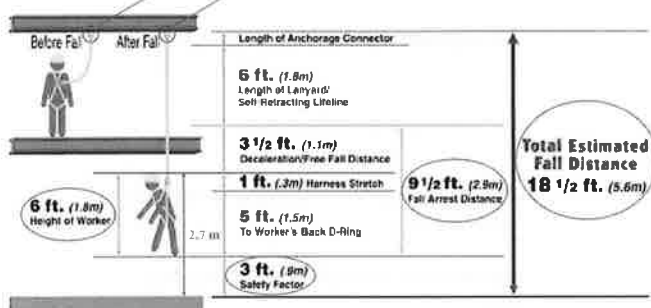 Before Fall
After Fall
Length of Anchorage Connector
6 ft. (1.8m)
Length of Lanyard/
Self Retracting Lifeline
3 1/2 ft. (1.1m)
Deceleration/Free Fall Distance
1 ft. (.3m) Harness Stretch
5 ft. (1.5m)
To Worker's Back D-Ring
3 ft. (.9m)
Safety Factor
6 ft. (1.8m)
Height of Worker
2.7 m
9 1/2 ft. (2.9m)
Fall Arrest Distance
Total Estimated
Fall Distance
18 1/2 ft. (5.6m)